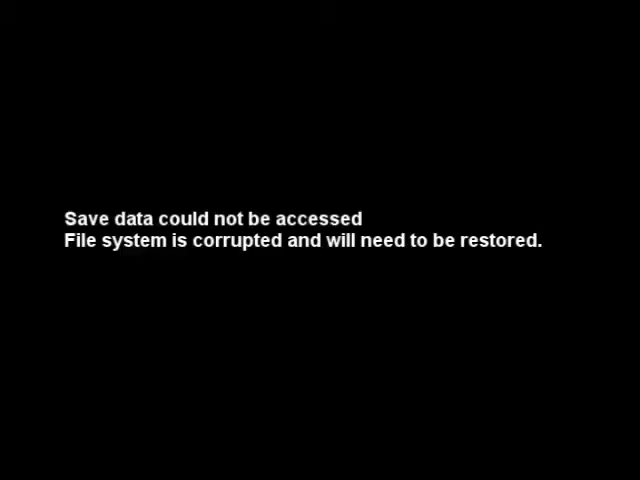 Save data could not be accessed
File system is corrupted and will need to be restored.